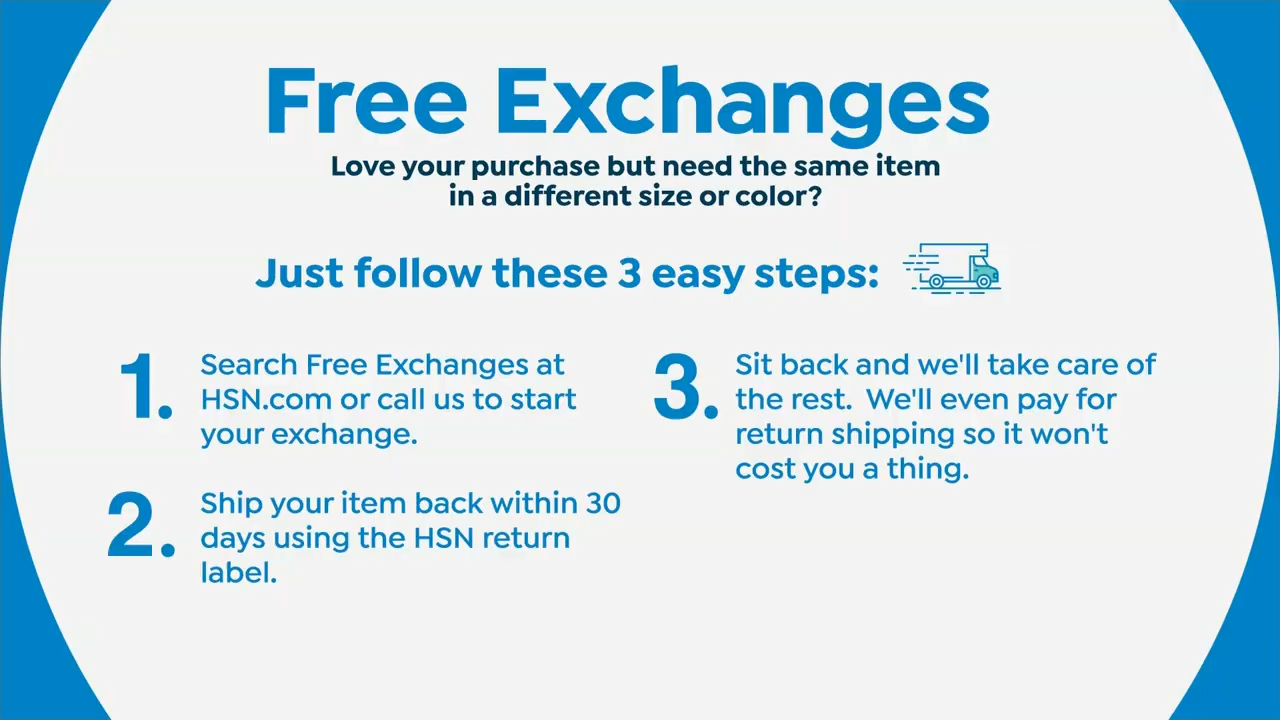 Free Exchanges
Love your purchase but need the same item
in a different size or color?
Just follow these 3 easy steps:
1. Search Free Exchanges at
HSN.com or call us to start
your exchange.
2. Ship your item back within 30
days using the HSN return
label.
3. Sit back and we'll take care of
the rest. We'll even pay for
return shipping so it won't
cost you a thing.